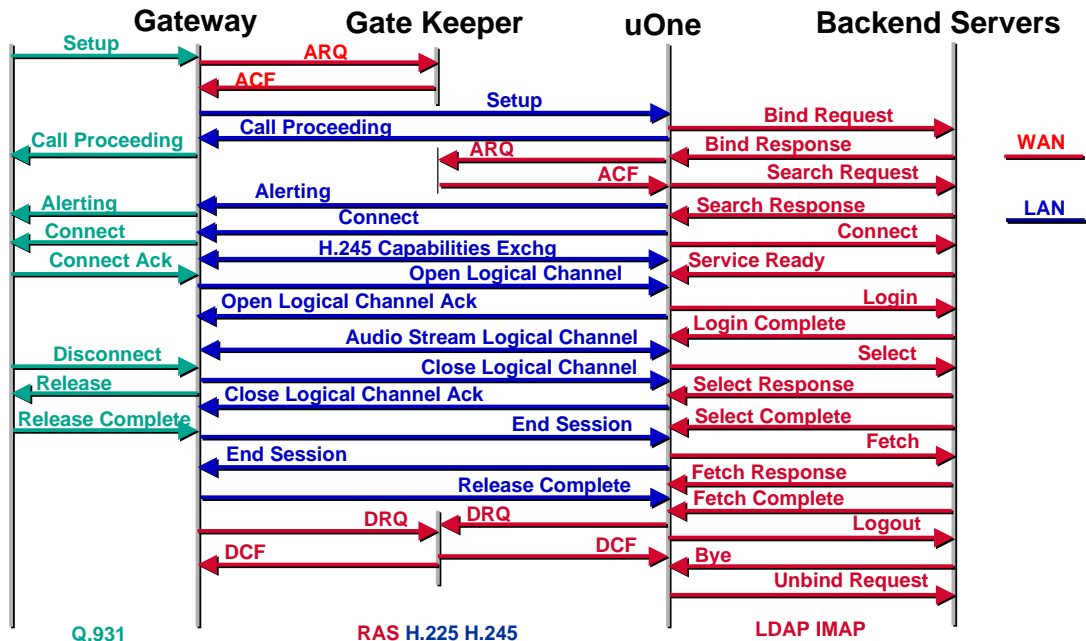 Gateway Gate Keeper uOne Backend Servers
Setup
ARQ
ACF
Setup
Bind Request
Call Proceeding
Call Proceeding
Bind Response
WAN
ARQ
ACF
Search Request
Alerting
Alerting
Search Response
LAN
Connect
Connect
Connect
H.245 Capabilities Exchg
Connect Ack
Service Ready
Open Logical Channel
Open Logical Channel Ack
Login
Login Complete
Audio Stream Logical Channel
Disconnect
Select
Close Logical Channel
Release
Select Response
Close Logical Channel Ack
Release Complete
Select Complete
End Session
Fetch
End Session
Fetch Response
Release Complete
Fetch Complete
DRQ
DRQ
Logout
DCF
DCF
Bye
Unbind Request
Q.931
RAS H.225 H.245
LDAP IMAP